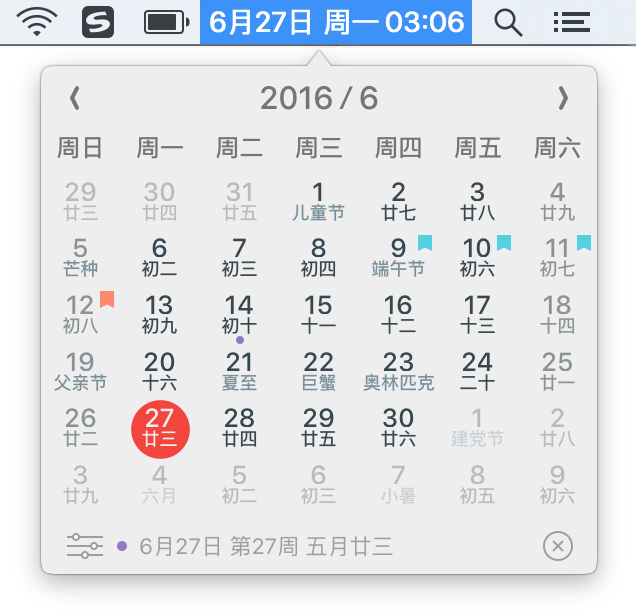 6月27日 周一 03:06
2016 / 6
周日 周一 周二 周三 周四 周五 周六
29 30 31 1 2 3 4
廿三 廿四 廿五 儿童节 廿七 廿八 廿九
5 6 7 8 9 10 11
芒种 初二 初三 初四 端午节 初六 初七
12 13 14 15 16 17 18
初八 初九 初十 十一 十二 十三 十四
19 20 21 22 23 24 25
父亲节 十六 夏至 巨蟹 奥林匹克 二十 廿一
26 27 28 29 30 1 2
廿二 廿三 廿四 廿五 廿六 建党节 廿八
3 4 5 6 7 8 9
廿九 六月 初二 初三 小暑 初五 初六
6月27日 第27周 五月廿三